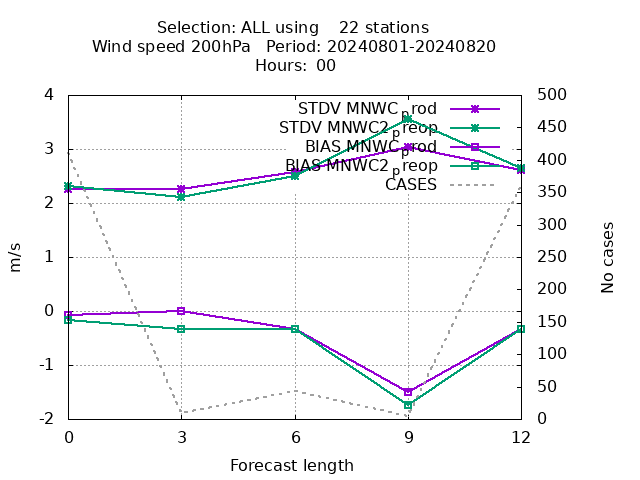 Selection: ALL using    22 stations
Wind speed 200hPa   Period: 20240801-20240820
Hours:  00
4
3
2
1
0
-1
-2
m/s
STDV MNWC_prod
STDV MNWC2_preop
BIAS MNWC_prod
BIAS MNWC2_preop
CASES
500
450
400
350
300
250
200
150
100
50
0
No cases
0 3 6 9 12
Forecast length